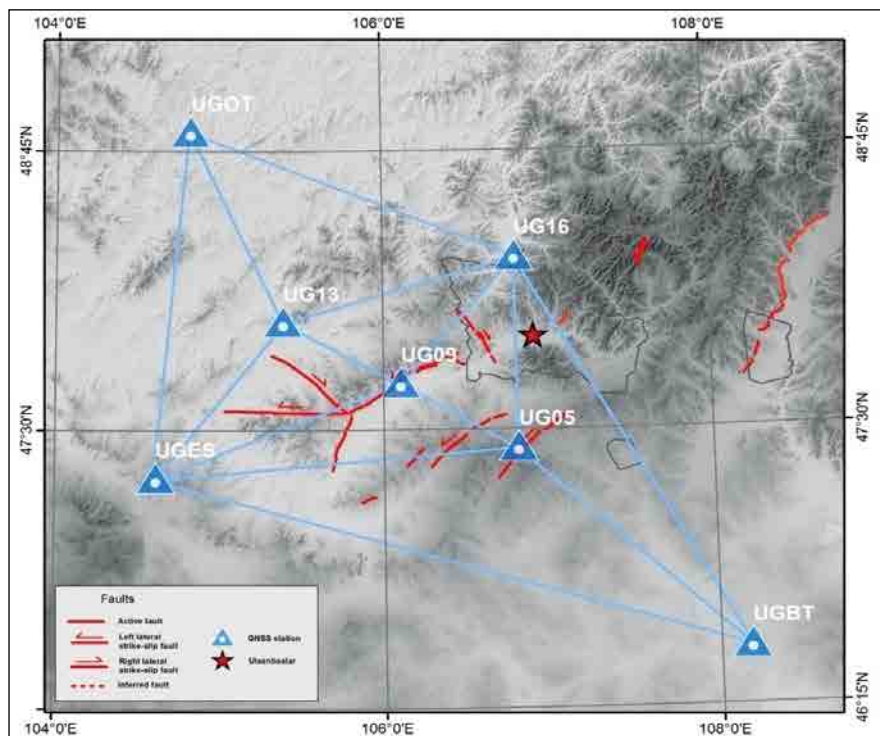 104°0'E 106°0'E 108°0'E
UGOT
48°45'N 48°45'N
UG16
UG13
UG09
47°30'N 47°30'N
UG05
UGES
Faults
Active fault
Left lateral
strike-slip fault
GNSS station
Right lateral
strike-slip fault
Ulaanbaatar
Inferred fault
UGBT
46°15'N
104°0'E 106°0'E 108°0'E